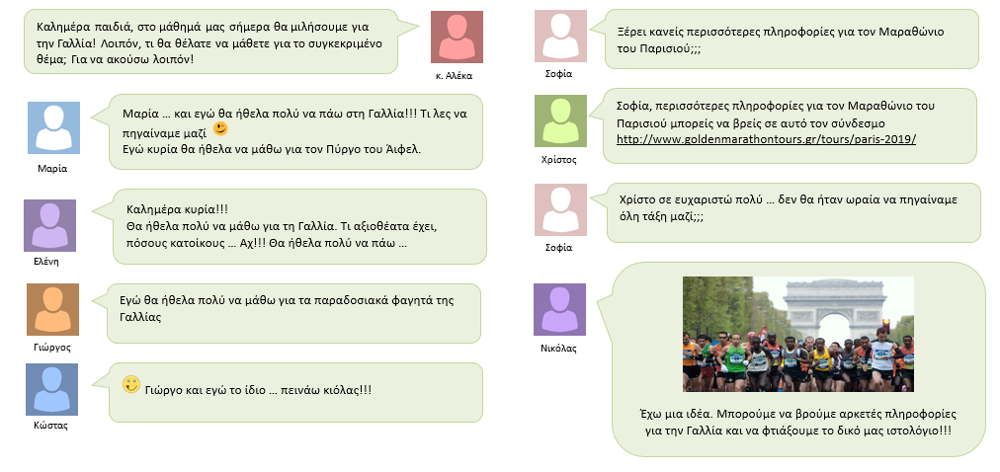 Καλημέρα παιδιά, στο μάθημά μας σήμερα θα μιλήσουμε για
την Γαλλία! Λοιπόν, τι θα θέλατε να μάθετε για το συγκεκριμένο
θέμα; Για να ακούσω λοιπόν!
κ. Αλέκα
Μαρία … και εγώ θα ήθελα πολύ να πάω στη Γαλλία!!! Τι λες να
πηγαίναμε μαζί
Εγώ κυρία θα ήθελα να μάθω για τον Πύργο του Άιφελ.
Μαρία
Καλημέρα κυρία!!!
Θα ήθελα πολύ να μάθω για τη Γαλλία. Τι αξιοθέατα έχει,
πόσους κατοίκους … Αχ!!! Θα ήθελα πολύ να πάω …
Ελένη
Εγώ θα ήθελα πολύ να μάθω για τα παραδοσιακά φαγητά της
Γαλλίας
Γιώργος
Γιώργο και εγώ το ίδιο … πεινάω κιόλας!!!
Κώστας
Ξέρει κανείς περισσότερες πληροφορίες για τον Μαραθώνιο
του Παρισιού;;;
Σοφία
Σοφία, περισσότερες πληροφορίες για τον Μαραθώνιο του
Παρισιού μπορείς να βρείς σε αυτό τον σύνδεσμο
http://www.goldenmarathontours.gr/tours/paris-2019/
Χρίστος
Χρίστο σε ευχαριστώ πολύ … δεν θα ήταν ωραία να πηγαίναμε
όλη τάξη μαζί;;;
Σοφία
Νικόλας
Έχω μια ιδέα. Μπορούμε να βρούμε αρκετές πληροφορίες
για την Γαλλία και να φτιάξουμε το δικό μας ιστολόγιο!!!